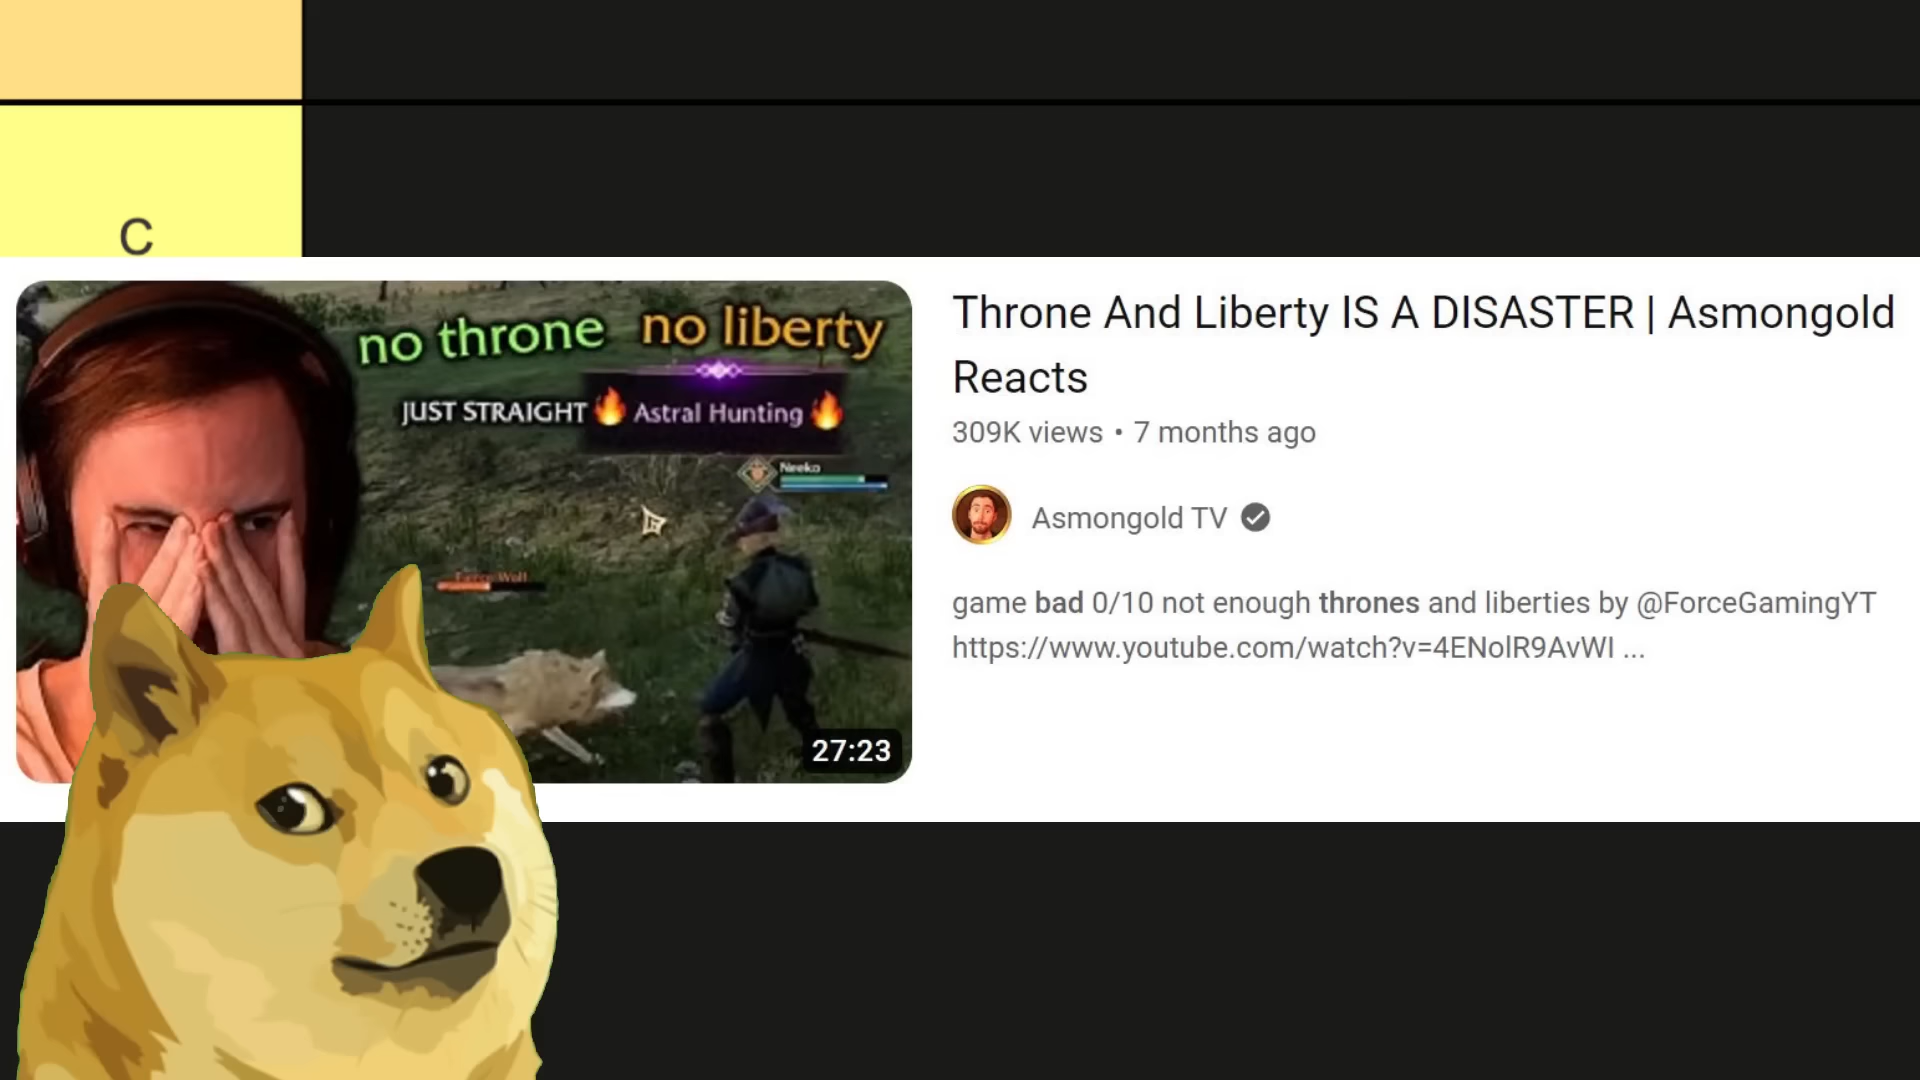 C
no throne no liberty
JUST STRAIGHT 🔥 Astral Hunting 🔥
Neeko
Fierce Wolf
27:23
Throne And Liberty IS A DISASTER | Asmongold
Reacts
309K views • 7 months ago
Asmongold TV
game bad 0/10 not enough thrones and liberties by @ForceGamingYT
https://www.youtube.com/watch?v=4ENolR9AvWI ...